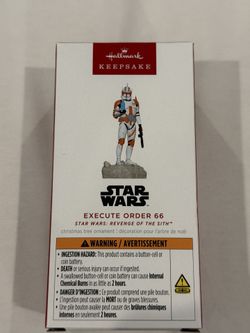 Hallmark
KEEPSAKE
STAR
WARS
EXECUTE ORDER 66
STAR WARS: REVENGE OF THE SITH™
christmas tree ornament | décoration pour l'arbre de noël
WARNING / AVERTISSEMENT
• INGESTION HAZARD: This product contains a button-cell or
coin battery.
• DEATH or serious injury can occur if ingested.
• A swallowed button-cell or coin battery can cause Internal
Chemical Burns in as little as 2 hours.
• DANGER D'INGESTION : Ce produit comprend une pile bouton.
• L'ingestion peut causer la MORT ou de graves blessures.
• Une pile bouton avalée peut causer des brûlures chimiques
internes en seulement 2 heures.